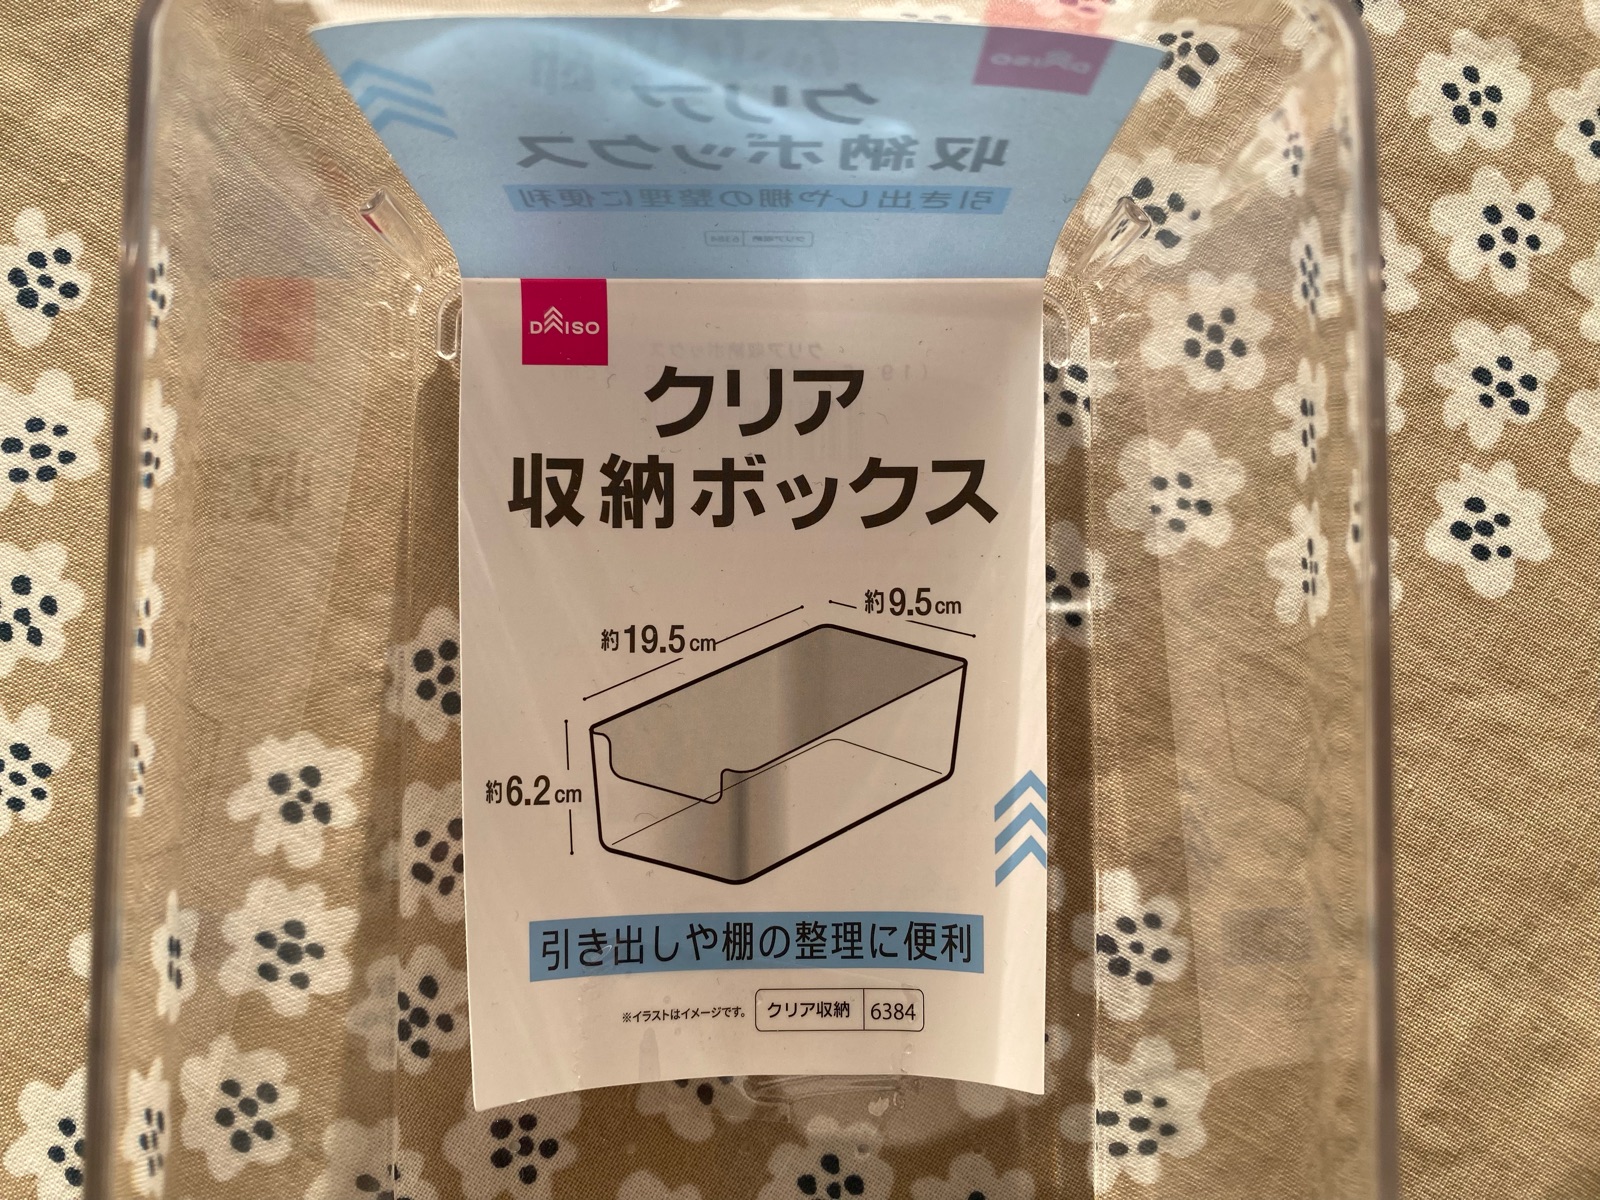 DAISO
クリア
収納ボックス
約9.5cm
約19.5cm
約6.2cm
引き出しや棚の整理に便利
※イラストはイメージです。 クリア収納 6384